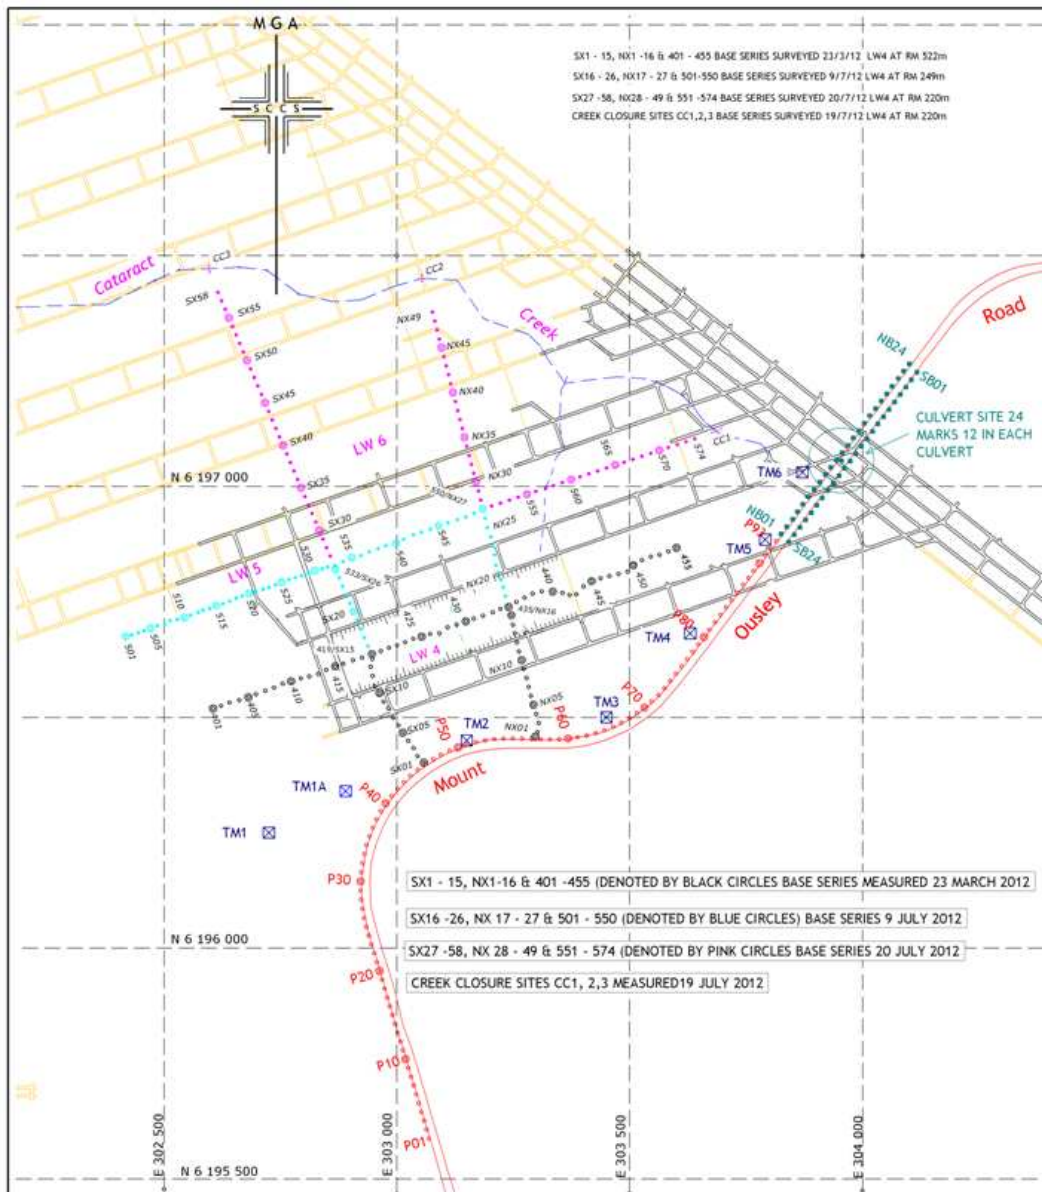 M G A
SX1 - 15, NX1 -16 & 401 - 455 BASE SERIES SURVEYED 23/3/12 LW4 AT RM 522m
SX16 - 26, NX17 - 27 & 501-550 BASE SERIES SURVEYED 9/7/12 LW4 AT RM 249m
SX27 -58, NX28 - 49 & 551 -574 BASE SERIES SURVEYED 20/7/12 LW4 AT RM 220m
CREEK CLOSURE SITES CC1,2,3 BASE SERIES SURVEYED 19/7/12 LW4 AT RM 220m
S C C S
CC3
CC2
Cataract
SX58
SX55
NX49
Creek
Road
SX50
NX45
NB24
SB01
SX45
NX40
CULVERT SITE 24
MARKS 12 IN EACH
CULVERT
SX40
LW 6
NX35
565
574
CC1
570
N 6 197 000
SX35
NX30
560
TM6
555
550/NX27
NX25
SX30
545
NB01
P92
SB24
535
540
530
TM5
LW 5
533/SX26
525
NX20
440
450
455
510
515
520
445
SX20
430
435/NX16
501
505
425
419/SX15
LW 4
P80
TM4
Ousley
415
NX10
410
SX10
405
401
NX05
P70
TM3
SX05
P50
TM2
NX01
P60
SX01
Mount
TM1A
P40
TM1
P30
SX1 - 15, NX1-16 & 401 -455 (DENOTED BY BLACK CIRCLES BASE SERIES MEASURED 23 MARCH 2012
SX16 -26, NX 17 - 27 & 501 - 550 (DENOTED BY BLUE CIRCLES) BASE SERIES 9 JULY 2012
N 6 196 000
SX27 -58, NX 28 - 49 & 551 - 574 (DENOTED BY PINK CIRCLES BASE SERIES 20 JULY 2012
P20
CREEK CLOSURE SITES CC1, 2,3 MEASURED19 JULY 2012
P10
P01
E 302 500
E 303 000
E 303 500
E 304 000
N 6 195 500